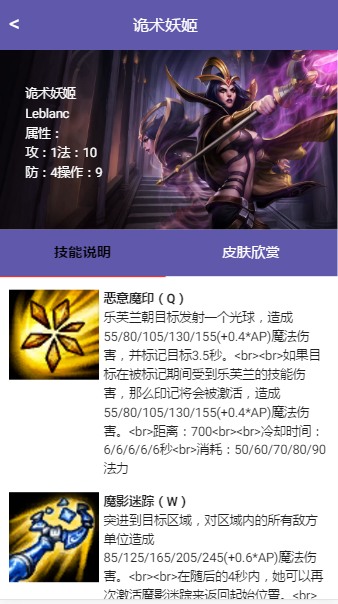 <
诡术妖姬
诡术妖姬
Leblanc
属性：
攻：1法：10
防：4操作：9
技能说明
皮肤欣赏
恶意魔印（Q）
乐芙兰朝目标发射一个光球，造成
55/80/105/130/155(+0.4*AP)魔法伤
害，并标记目标3.5秒。<br><br>如果目
标在被标记期间受到乐芙兰的技能伤
害，那么印记将会被激活，造成
55/80/105/130/155(+0.4*AP)魔法伤
害。<br>距离：700<br><br>冷却时间：
6/6/6/6/6秒<br>消耗：50/60/70/80/90
法力
魔影迷踪（W）
突进到目标区域，对区域内的所有敌方
单位造成
85/125/165/205/245(+0.6*AP)魔法伤
害。<br><br>在随后的4秒内，她可以再
次激活魔影迷踪来返回起始位置。<br>